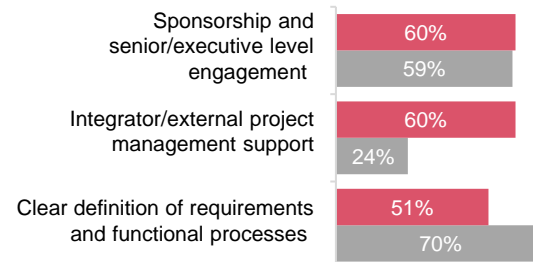 Sponsorship and
senior/executive level
engagement
60%
59%
Integrator/external project
management support
60%
24%
Clear definition of requirements
and functional processes
51%
70%